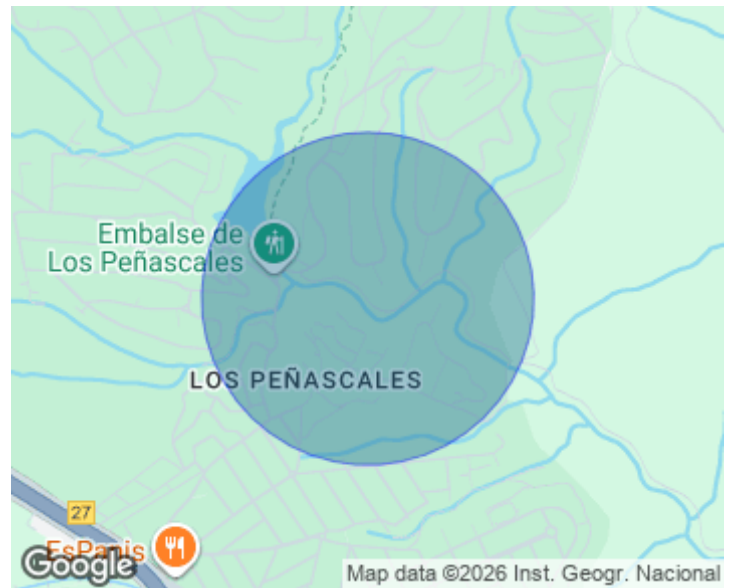 Embalse de
Los Peñascales
LOS PEÑASCALES
27
EsPanis
Google
Map data ©2026 Inst. Geogr. Nacional